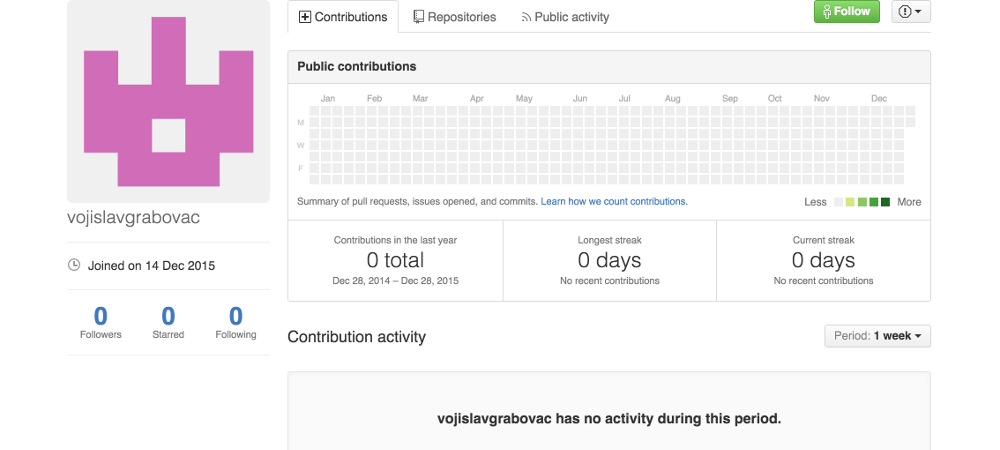 Contributions
Repositories
Public activity
Follow
Public contributions
Jan Feb Mar Apr May Jun Jul Aug Sep Oct Nov Dec
M
W
F
Summary of pull requests, issues opened, and commits. Learn how we count contributions.
Less
More
Contributions in the last year
0 total
Dec 28, 2014 – Dec 28, 2015
Longest streak
0 days
No recent contributions
Current streak
0 days
No recent contributions
vojislavgrabovac
Joined on 14 Dec 2015
0
Followers
0
Starred
0
Following
Contribution activity
Period: 1 week
vojislavgrabovac has no activity during this period.